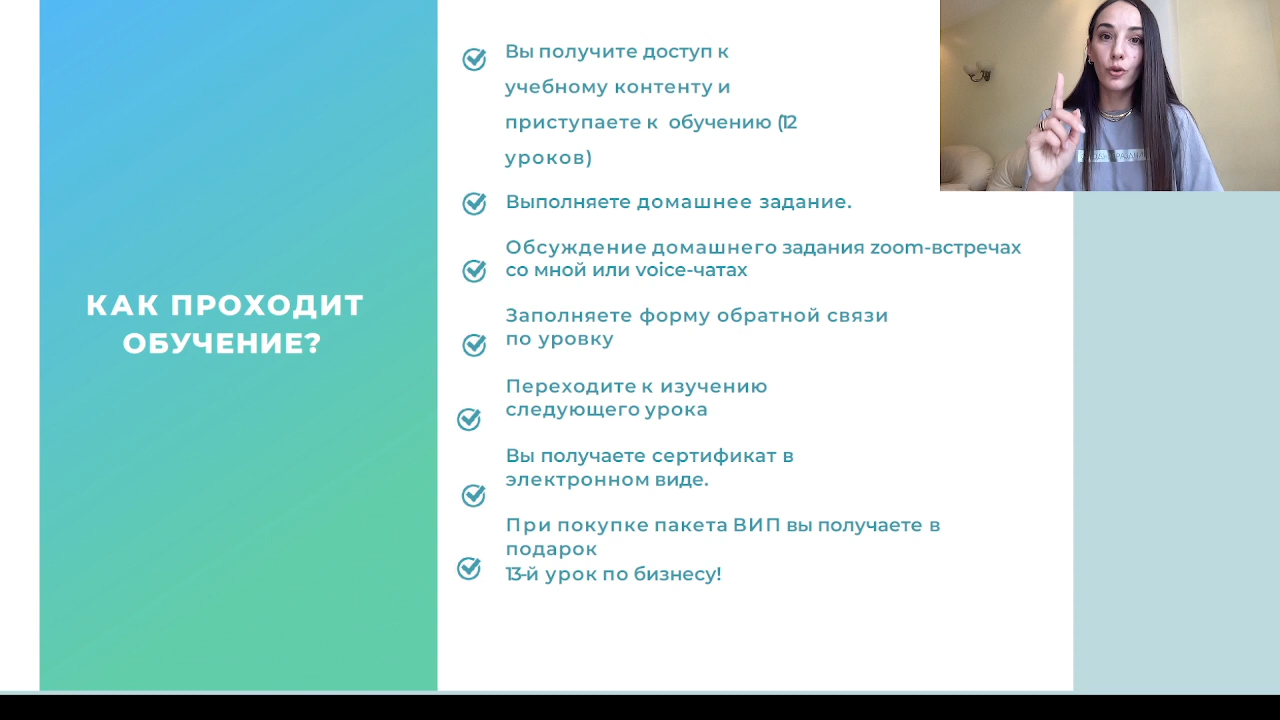 КАК ПРОХОДИТ
ОБУЧЕНИЕ?
Вы получите доступ к
учебному контенту и
приступаете к обучению (12
уроков)
Выполняете домашнее задание.
Обсуждение домашнего задания zoom-встречах
со мной или voice-чатах
Заполняете форму обратной связи
по уровку
Переходите к изучению
следующего урока
Вы получаете сертификат в
электронном виде.
При покупке пакета ВИП вы получаете в
подарок
13-й урок по бизнесу!